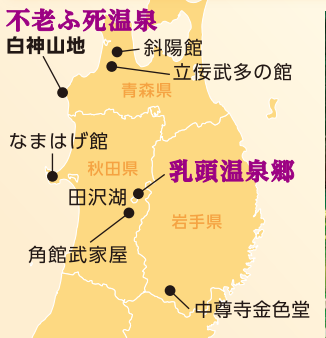 不老ふ死温泉
白神山地
斜陽館
立佞武多の館
青森県
なまはげ館
秋田県
乳頭温泉郷
田沢湖
岩手県
角館武家屋
中尊寺金色堂